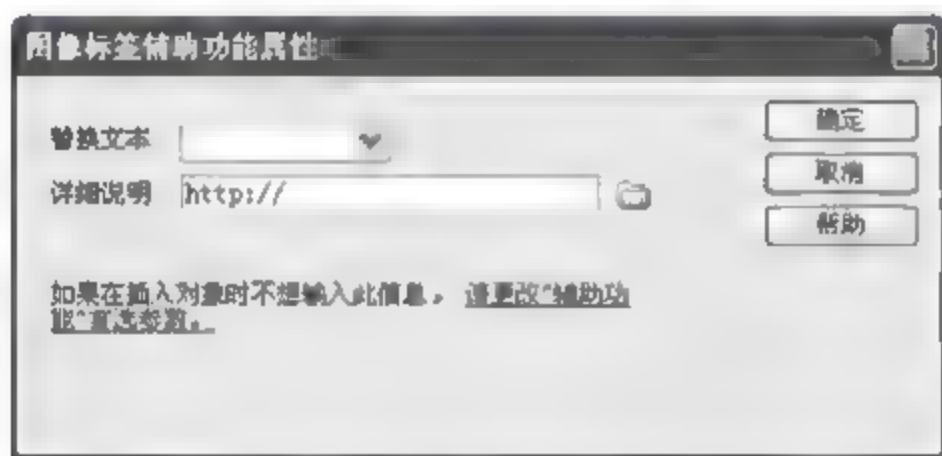 图像标签辅助功能属性
替换文本
确定
详细说明 http://
取消
帮助
如果在插入对象时不想输入此信息，请更改“辅助功
能”首选参数。